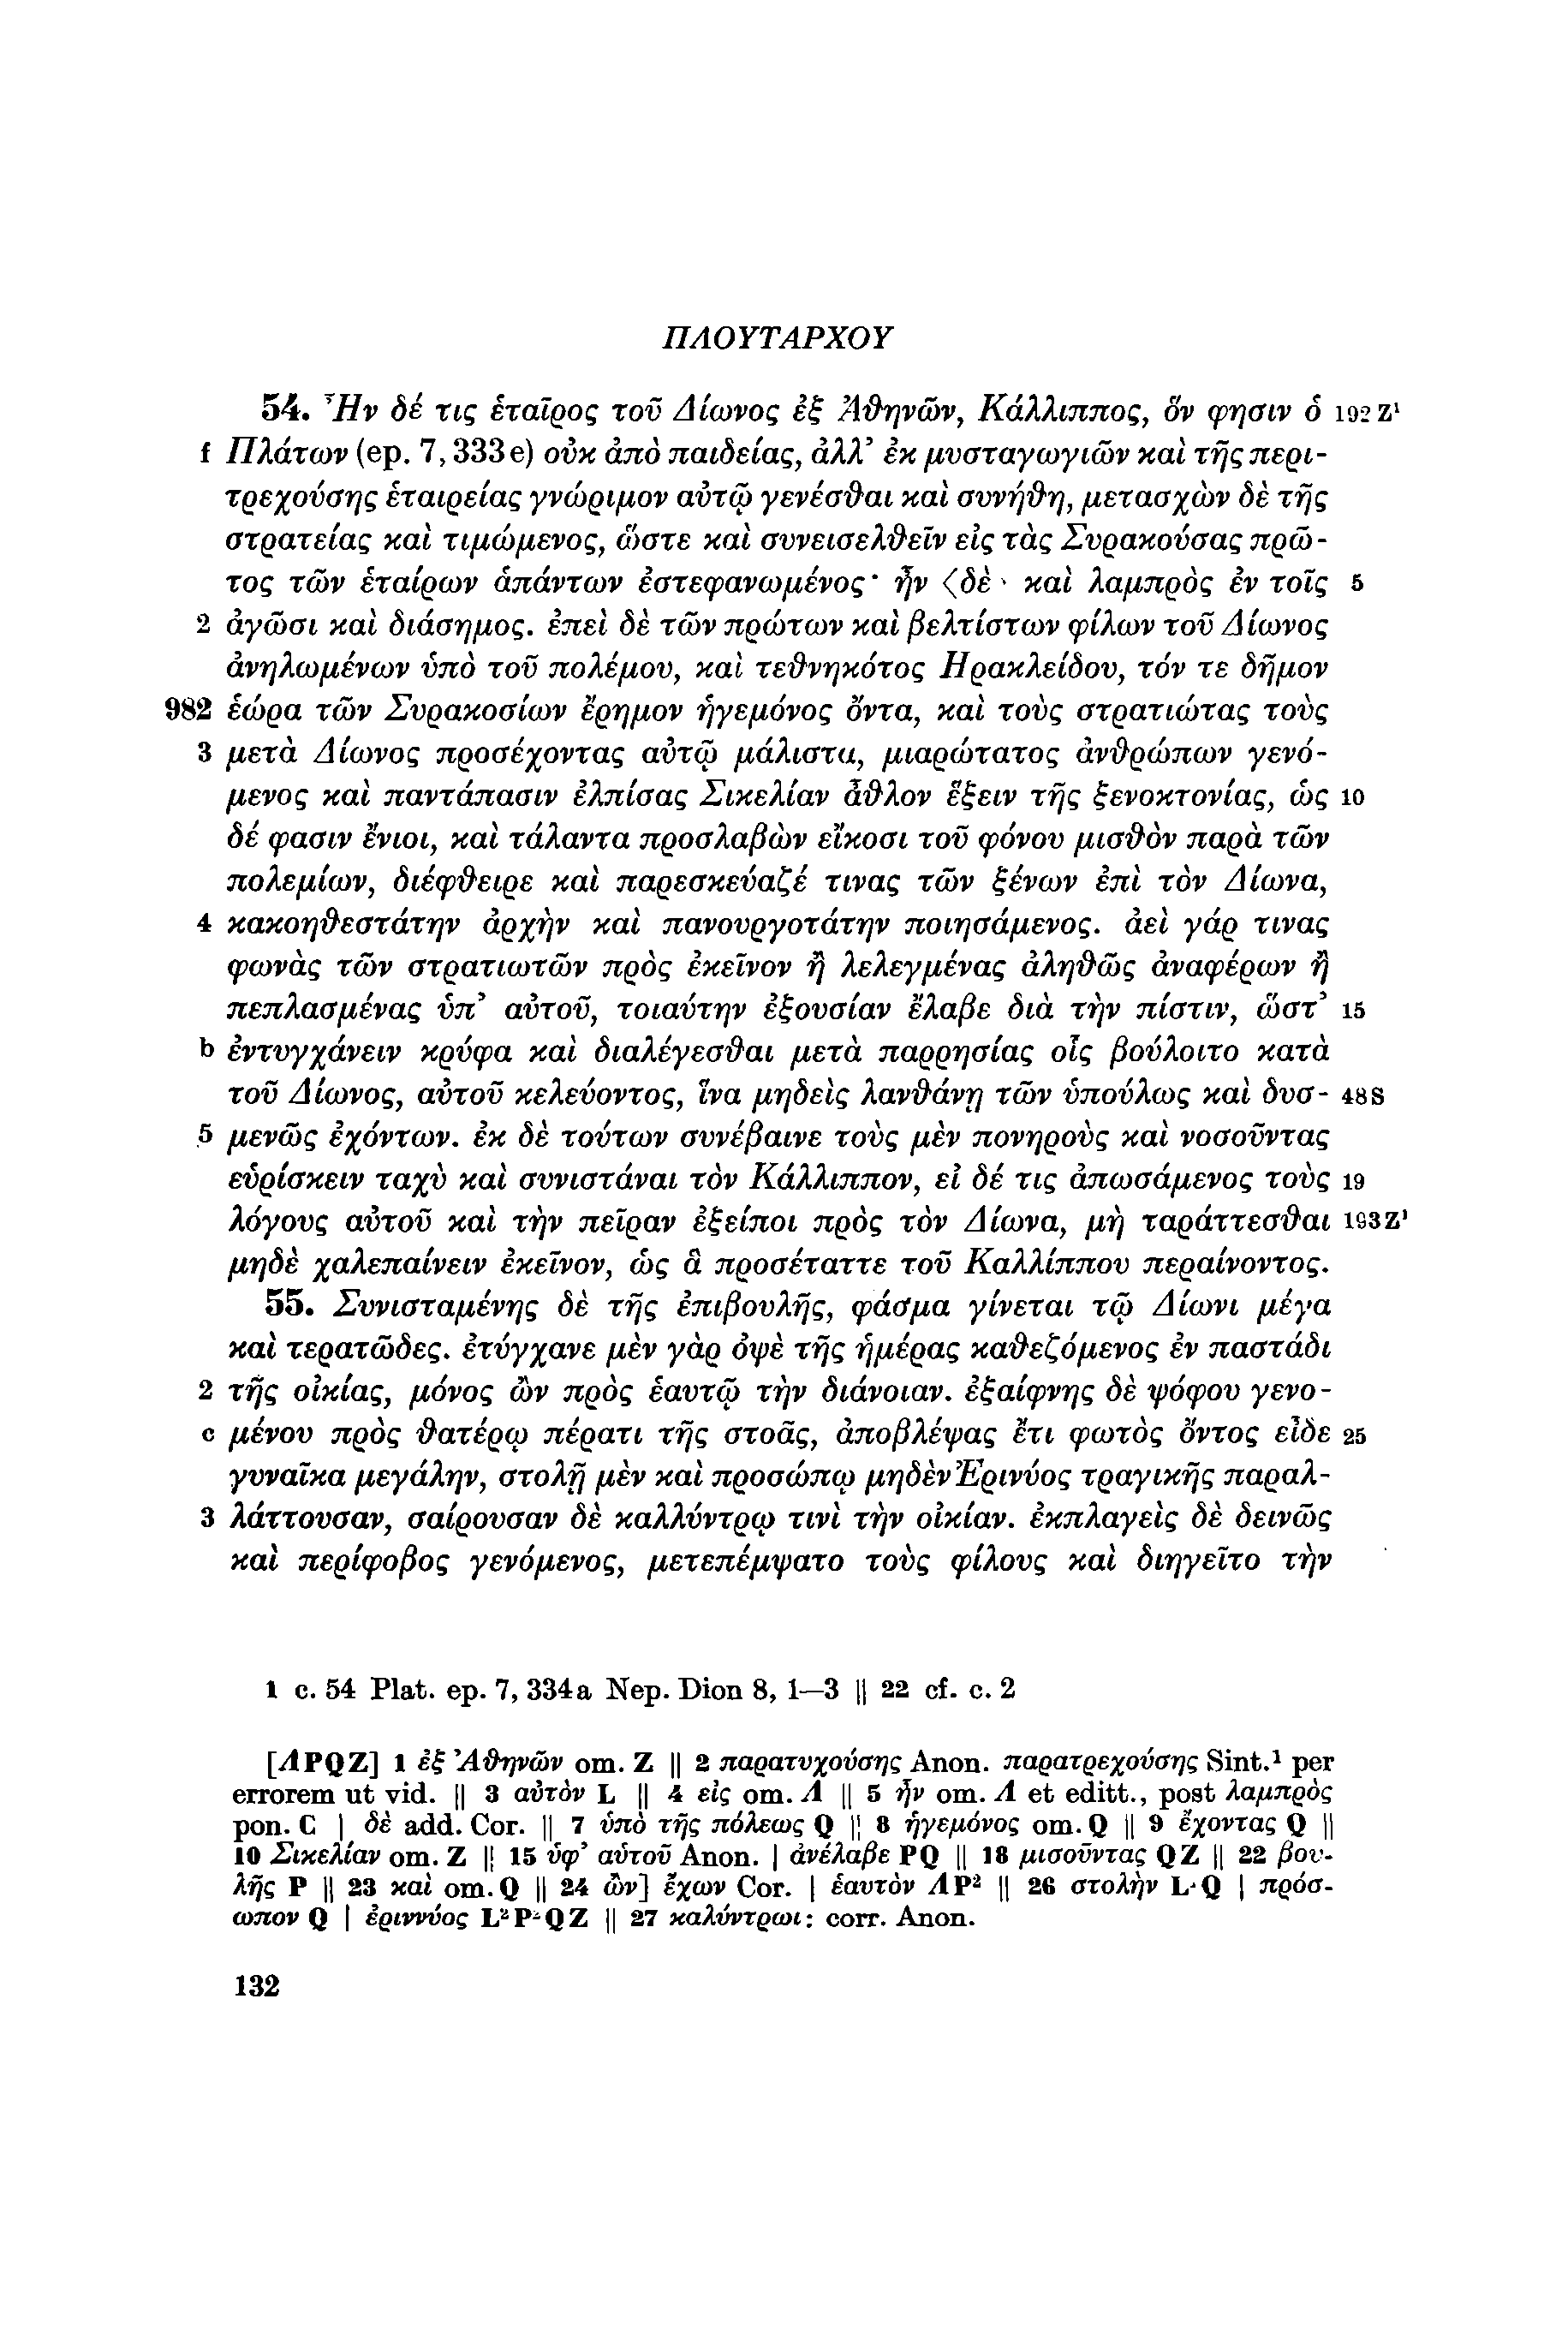 ΠΛΟΥΤΑΡΧΟΥ
54. Ἦν δέ τις ἑταῖρος τοῦ Δίωνος ἐξ Ἀθηνῶν, Κάλλιππος, ὅν φησιν ὁ 192 Z¹
f Πλάτων (ep. 7, 333 e) οὐκ ἀπὸ παιδείας, ἀλλ’ ἐκ μυσταγωγιῶν καὶ τῆς περι-
τρεχούσης ἑταιρείας γνώριμον αὐτῷ γενέσθαι καὶ συνήθη, μετασχὼν δὲ τῆς
στρατείας καὶ τιμώμενος, ὥστε καὶ συνεισελθεῖν εἰς τὰς Συρακούσας πρῶ-
τος τῶν ἑταίρων ἁπάντων ἐστεφανωμένος· ἦν <δὲ> καὶ λαμπρὸς ἐν τοῖς 5
2 ἀγῶσι καὶ διάσημος. ἐπεὶ δὲ τῶν πρώτων καὶ βελτίστων φίλων τοῦ Δίωνος
ἀνηλωμένων ὑπὸ τοῦ πολέμου, καὶ τεθνηκότος Ἡρακλείδου, τόν τε δῆμον
982 ἑώρα τῶν Συρακοσίων ἔρημον ἡγεμόνος ὄντα, καὶ τοὺς στρατιώτας τοὺς
3 μετὰ Δίωνος προσέχοντας αὐτῷ μάλιστα, μιαρώτατος ἀνθρώπων γενό-
μενος καὶ παντάπασιν ἐλπίσας Σικελίαν ἆθλον ἕξειν τῆς ξενοκτονίας, ὡς 10
δέ φασιν ἔνιοι, καὶ τάλαντα προσλαβὼν εἴκοσι τοῦ φόνου μισθὸν παρὰ τῶν
πολεμίων, διέφθειρε καὶ παρεσκεύαζέ τινας τῶν ξένων ἐπὶ τὸν Δίωνα,
4 κακοηθεστάτην ἀρχὴν καὶ πανουργοτάτην ποιησάμενος. ἀεὶ γάρ τινας
φωνὰς τῶν στρατιωτῶν πρὸς ἐκεῖνον ἢ λελεγμένας ἀληθῶς ἀναφέρων ἢ
πεπλασμένας ὑπ’ αὐτοῦ, τοιαύτην ἐξουσίαν ἔλαβε διὰ τὴν πίστιν, ὥστ’ 15
b ἐντυγχάνειν κρύφα καὶ διαλέγεσθαι μετὰ παρρησίας οἷς βούλοιτο κατὰ
τοῦ Δίωνος, αὐτοῦ κελεύοντος, ἵνα μηδεὶς λανθάνῃ τῶν ὑπούλως καὶ δυσ- 48 S
5 μενῶς ἐχόντων. ἐκ δὲ τούτων συνέβαινε τοὺς μὲν πονηροὺς καὶ νοσοῦντας
εὑρίσκειν ταχὺ καὶ συνιστάναι τὸν Κάλλιππον, εἰ δέ τις ἀπωσάμενος τοὺς 19
λόγους αὐτοῦ καὶ τὴν πεῖραν ἐξείποι πρὸς τὸν Δίωνα, μὴ ταράττεσθαι 193 Z¹
μηδὲ χαλεπαίνειν ἐκεῖνον, ὡς ἃ προσέταττε τοῦ Καλλίππου περαίνοντος.
55. Συνισταμένης δὲ τῆς ἐπιβουλῆς, φάσμα γίνεται τῷ Δίωνι μέγα
καὶ τερατῶδες. ἐτύγχανε μὲν γὰρ ὀψὲ τῆς ἡμέρας καθεζόμενος ἐν παστάδι
2 τῆς οἰκίας, μόνος ὢν πρὸς ἑαυτῷ τὴν διάνοιαν. ἐξαίφνης δὲ ψόφου γενο-
c μένου πρὸς θατέρῳ πέρατι τῆς στοᾶς, ἀποβλέψας ἔτι φωτὸς ὄντος εἶδε 25
γυναῖκα μεγάλην, στολῇ μὲν καὶ προσώπῳ μηδὲν Ἐρινύος τραγικῆς παραλ-
3 λάττουσαν, σαίρουσαν δὲ καλλύντρῳ τινὶ τὴν οἰκίαν. ἐκπλαγεὶς δὲ δεινῶς
καὶ περίφοβος γενόμενος, μετεπέμψατο τοὺς φίλους καὶ διηγεῖτο τὴν
1 c. 54 Plat. ep. 7, 334 a Nep. Dion 8, 1—3 || 22 cf. c. 2
[ΛPQZ] 1 ἐξ Ἀθηνῶν om. Z || 2 παρατυχούσης Anon. παρατρεχούσης Sint.¹ per
errorem ut vid. || 3 αὐτὸν L || 4 εἰς om. Λ || 5 ἦν om. Λ et editt., post λαμπρὸς
pon. C | δὲ add. Cor. || 7 ὑπὸ τῆς πόλεως Q || 8 ἡγεμόνος om. Q || 9 ἔχοντας Q ||
10 Σικελίαν om. Z || 15 ὑφ’ αὑτοῦ Anon. | ἀνέλαβε PQ || 18 μισοῦντας QZ || 22 βου-
λῆς P || 23 καὶ om. Q || 24 ὢν] ἔχων Cor. | ἑαυτὸν ΛP² || 26 στολὴν L Q | πρόσ-
ωπον Q | ἐριννύος L²P²QZ || 27 καλύντρωι: corr. Anon.
132